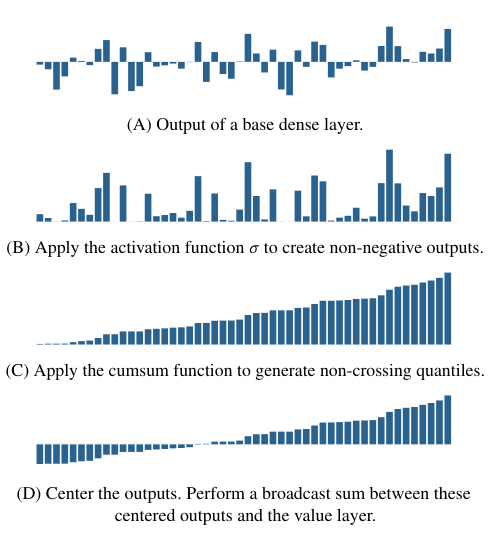 (A) Output of a base dense layer.
(B) Apply the activation function σ to create non-negative outputs.
(C) Apply the cumsum function to generate non-crossing quantiles.
(D) Center the outputs. Perform a broadcast sum between these
centered outputs and the value layer.